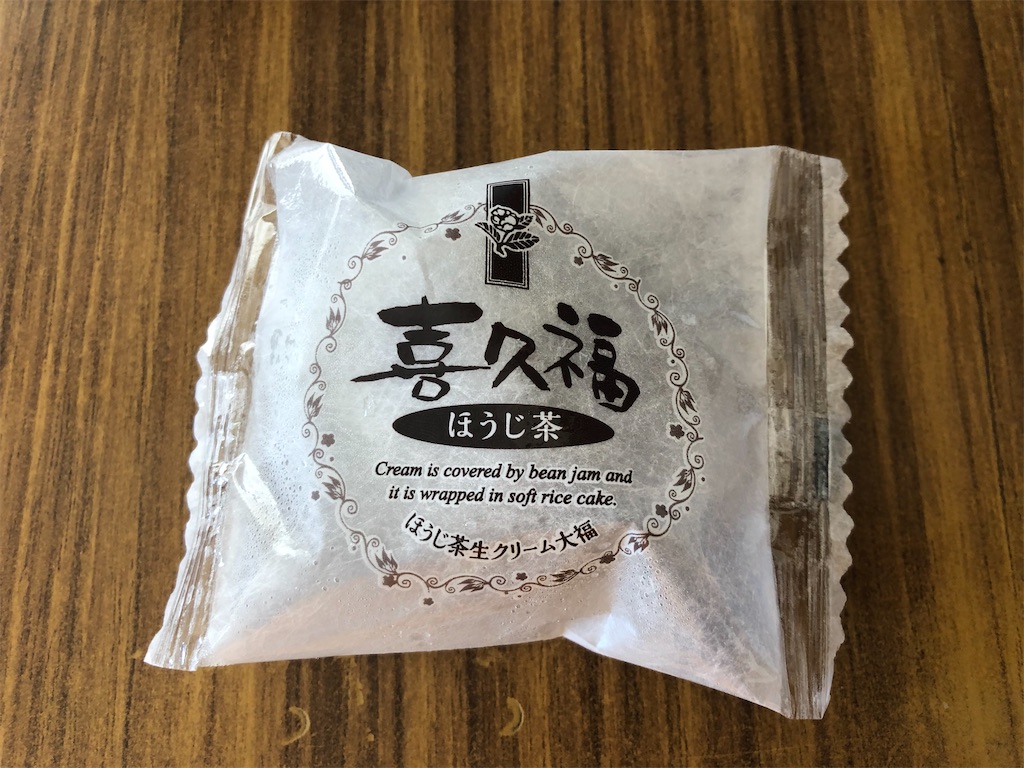 喜久福
ほうじ茶
Cream is covered by bean jam and
it is wrapped in soft rice cake.
ほうじ茶生クリーム大福